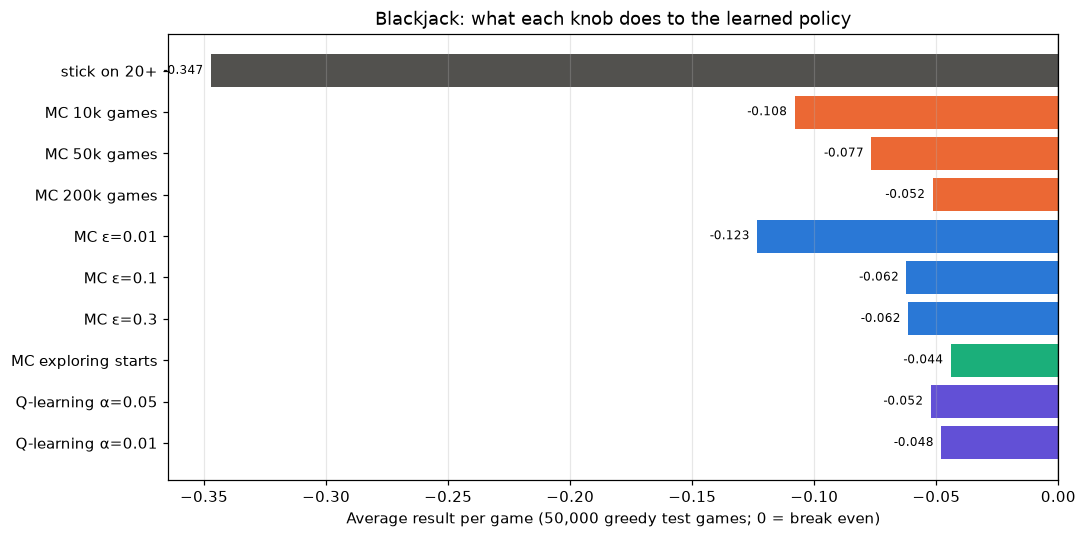 Blackjack: what each knob does to the learned policy
stick on 20+ -0.347
MC 10k games -0.108
MC 50k games -0.077
MC 200k games -0.052
MC ε=0.01 -0.123
MC ε=0.1 -0.062
MC ε=0.3 -0.062
MC exploring starts -0.044
Q-learning α=0.05 -0.052
Q-learning α=0.01 -0.048
−0.35 −0.30 −0.25 −0.20 −0.15 −0.10 −0.05 0.00
Average result per game (50,000 greedy test games; 0 = break even)